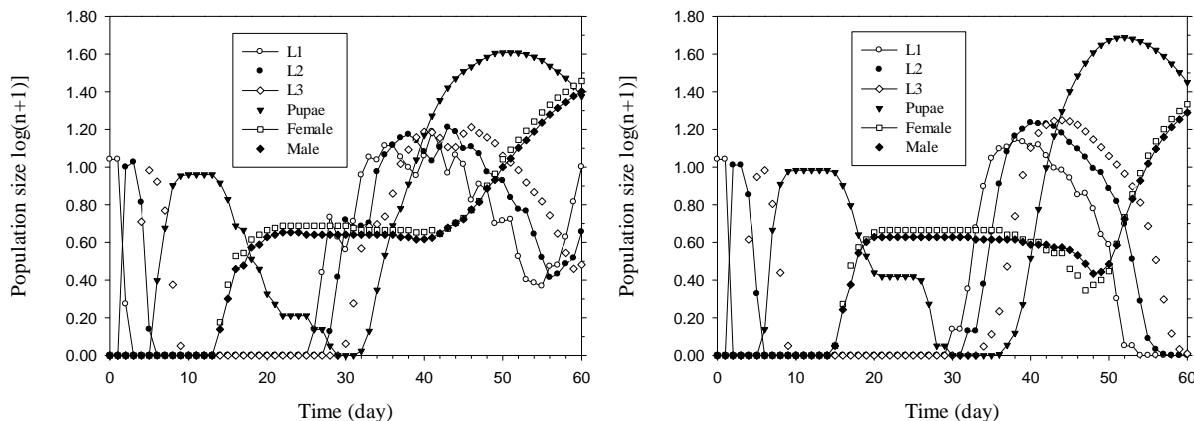 Population size log(n+1)]
1.80
1.60
1.40
1.20
1.00
0.80
0.60
0.40
0.20
0.00
L1
L2
L3
Pupae
Female
Male
0 10 20 30 40 50 60
Time (day)
Population size log(n+1)]
1.80
1.60
1.40
1.20
1.00
0.80
0.60
0.40
0.20
0.00
L1
L2
L3
Pupae
Female
Male
0 10 20 30 40 50 60
Time (day)